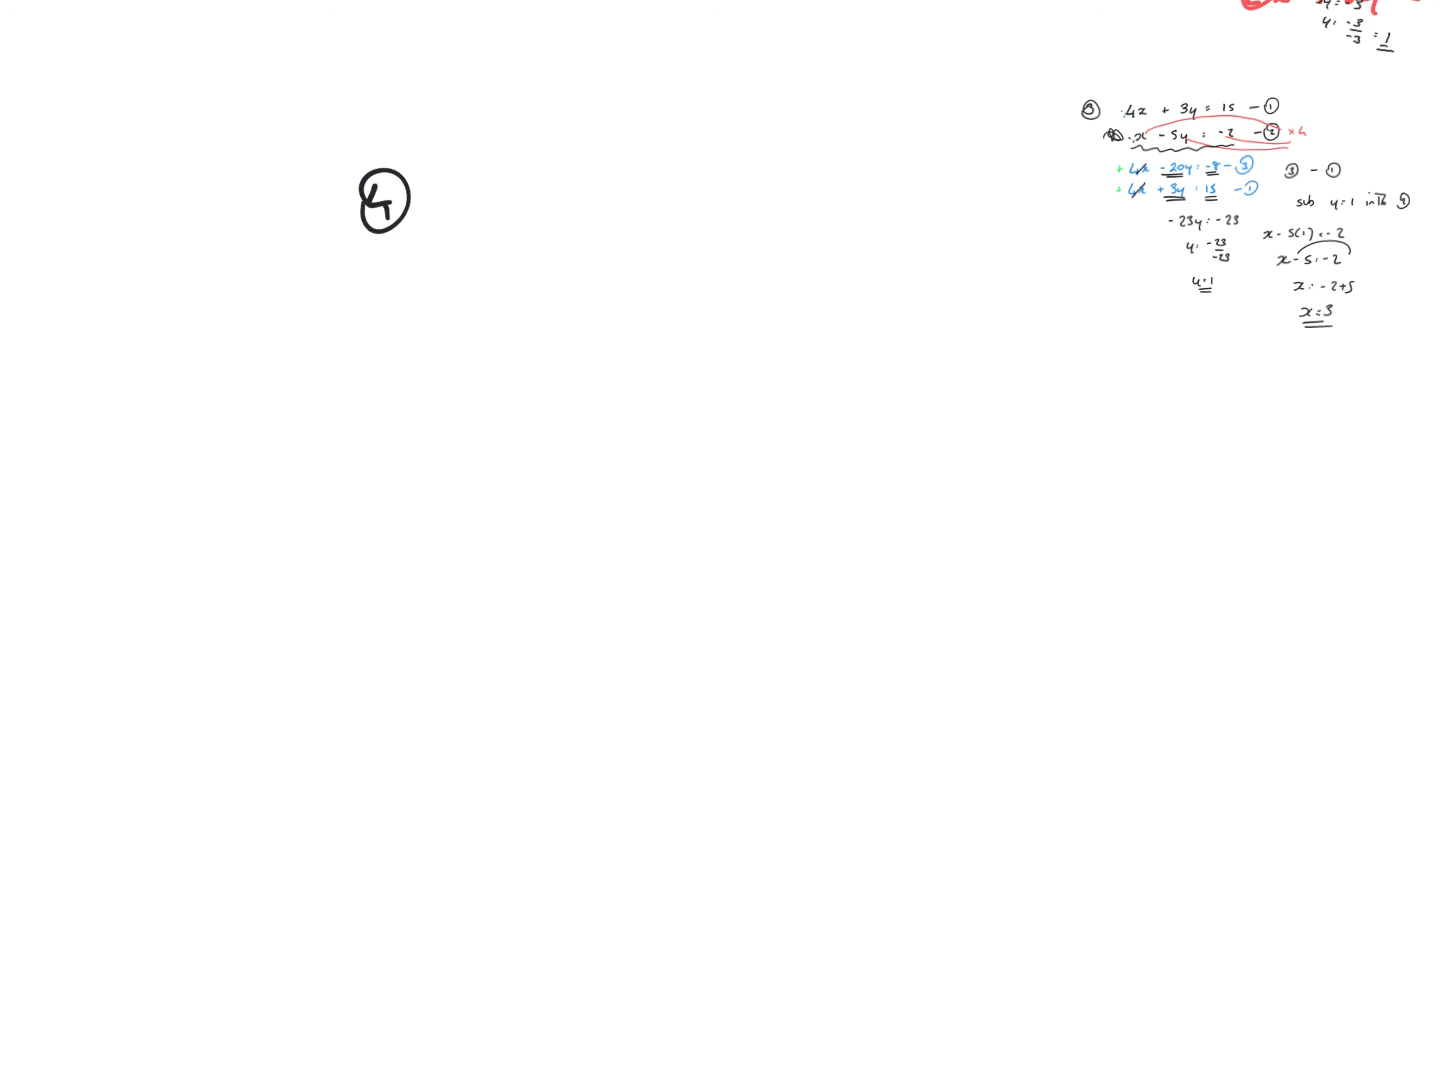 y = -3/-3 = 1
③ 4x + 3y = 15 - ①
x - 5y = -2 - ② ×4
+ 4x - 20y = -8 - ③ ③ - ①
+ 4x + 3y = 15 - ①
sub y=1 into ②
-23y = -23
x - 5(1) = -2
y = -23/-23
x - 5 = -2
y=1
x = -2+5
x=3
④